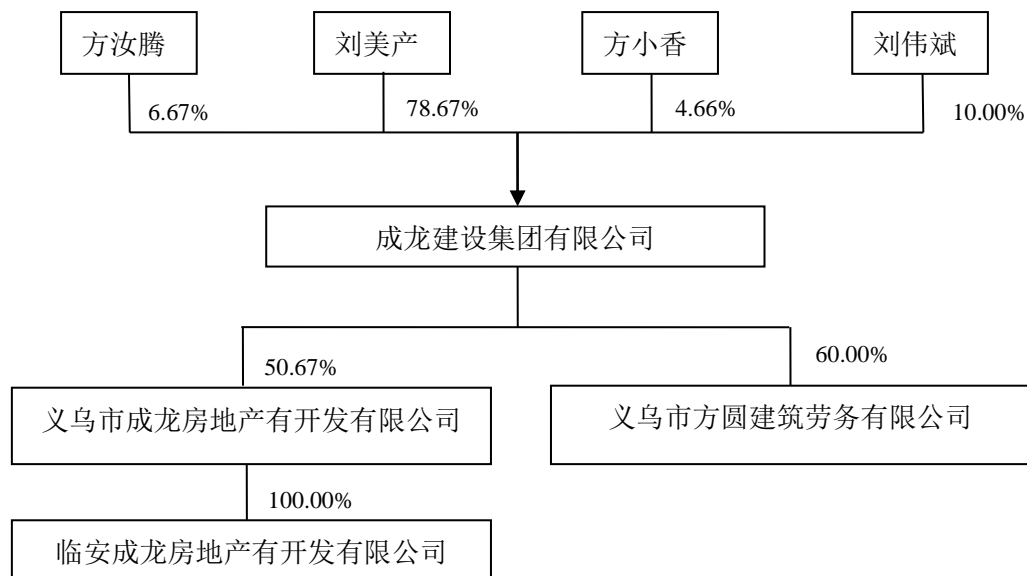 方汝腾
刘美产
方小香
刘伟斌
6.67%
78.67%
4.66%
10.00%
成龙建设集团有限公司
50.67%
60.00%
义乌市成龙房地产有开发有限公司
义乌市方圆建筑劳务有限公司
100.00%
临安成龙房地产有开发有限公司